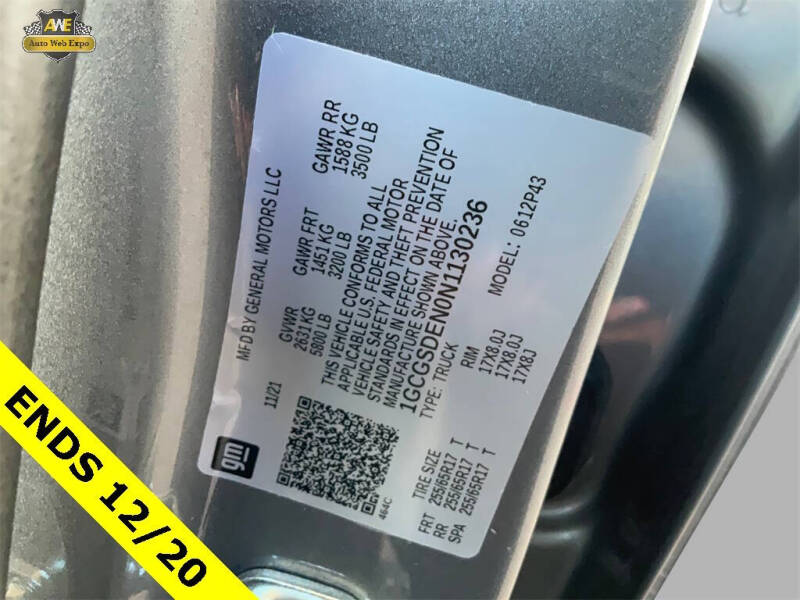 AWE
Auto Web Expo
MFD BY GENERAL MOTORS LLC
11/21
GVWR GAWR FRT GAWR RR
2631 KG 1451 KG 1588 KG
5800 LB 3200 LB 3500 LB
THIS VEHICLE CONFORMS TO ALL
APPLICABLE U.S. FEDERAL MOTOR
VEHICLE SAFETY AND THEFT PREVENTION
STANDARDS IN EFFECT ON THE DATE OF
MANUFACTURE SHOWN ABOVE.
1GCGSDEN0N1130236
TYPE: TRUCK MODEL: 0612P43
gm
464C
TIRE SIZE RIM
FRT 255/65R17 T 17X8.0J
RR 255/65R17 T 17X8.0J
SPA 255/65R17 T 17X8J
ENDS 12/20